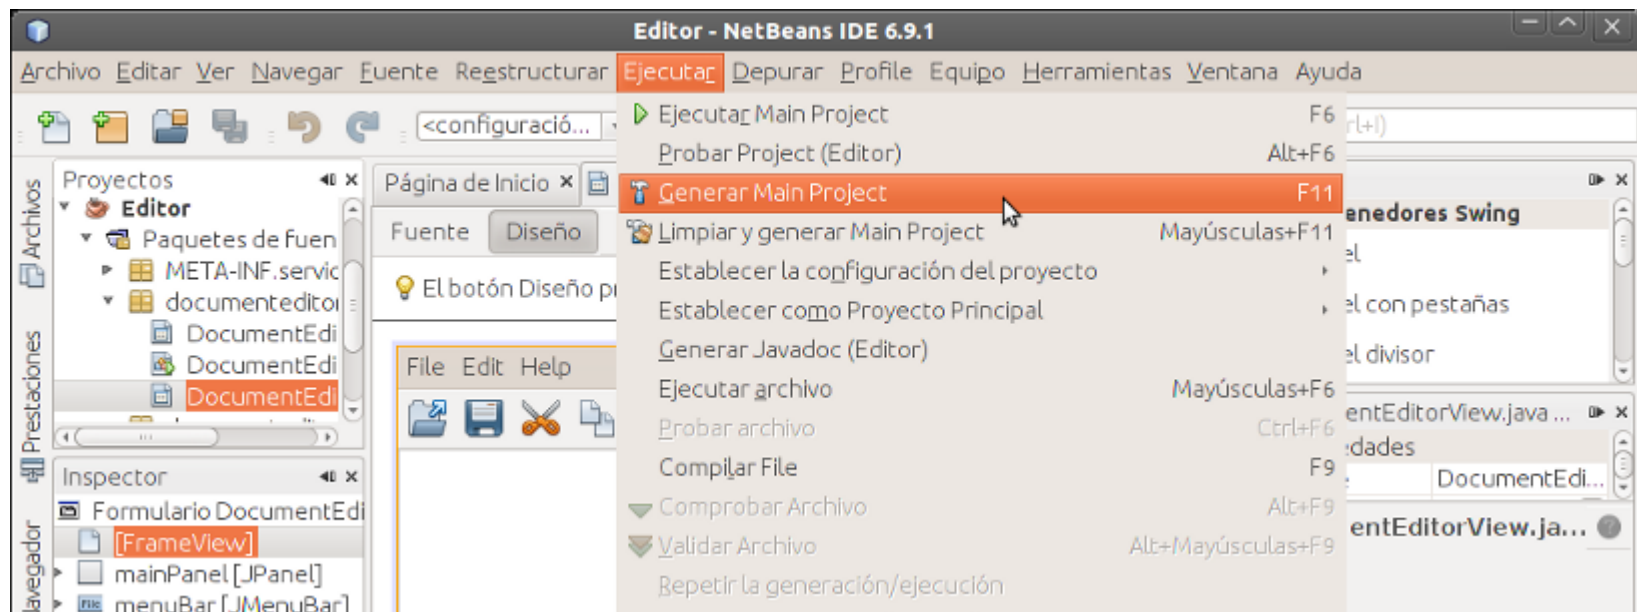 Editor - NetBeans IDE 6.9.1
Archivo Editar Ver Navegar Fuente Reestructurar Ejecutar Depurar Profile Equipo Herramientas Ventana Ayuda
<configuració...
Ejecutar Main Project F6
Probar Project (Editor) Alt+F6
Generar Main Project F11
Limpiar y generar Main Project Mayúsculas+F11
Establecer la configuración del proyecto
Establecer como Proyecto Principal
Generar Javadoc (Editor)
Ejecutar archivo Mayúsculas+F6
Probar archivo Ctrl+F6
Compilar File F9
Comprobar Archivo Alt+F9
Validar Archivo Alt+Mayúsculas+F9
Repetir la generación/ejecución
Archivos
Prestaciones
Navegador
Proyectos
Editor
Paquetes de fuen
META-INF.servic
documenteditor
DocumentEdi
DocumentEdi
DocumentEdi
Inspector
Formulario DocumentEdi
[FrameView]
mainPanel [JPanel]
menuBar [JMenuBar]
Página de Inicio
Fuente Diseño
El botón Diseño p
File Edit Help
rl+I)
enedores Swing
el
el con pestañas
el divisor
entEditorView.java ...
edades
DocumentEdi...
entEditorView.ja...